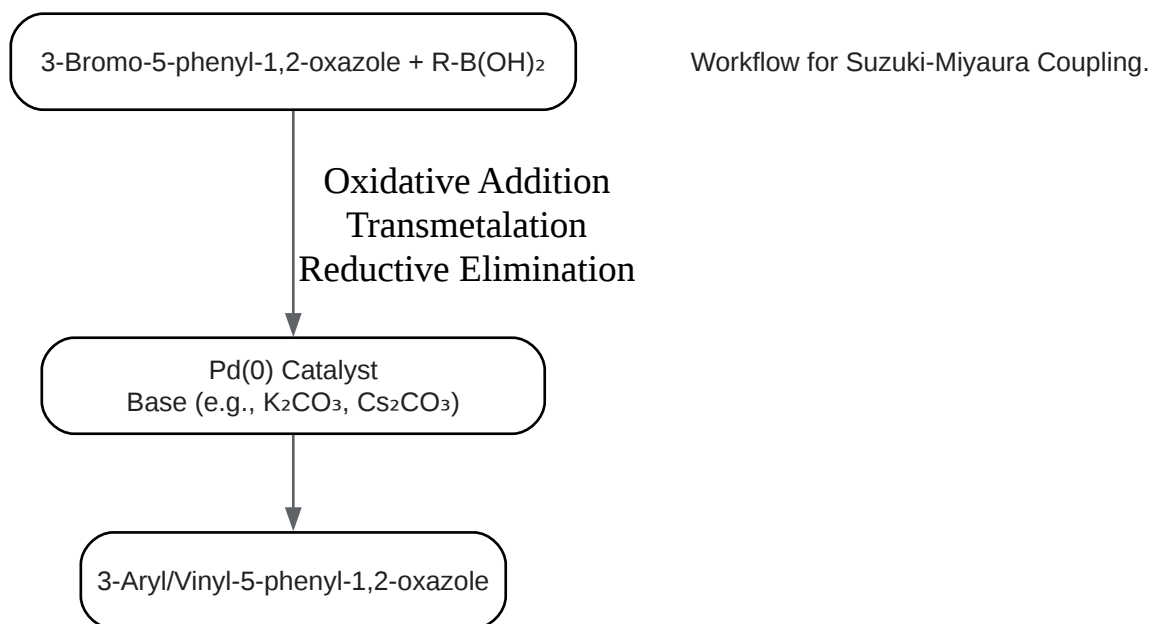 3-Bromo-5-phenyl-1,2-oxazole + R-B(OH)₂
Workflow for Suzuki-Miyaura Coupling.
Oxidative Addition
Transmetalation
Reductive Elimination
Pd(0) Catalyst
Base (e.g., K₂CO₃, Cs₂CO₃)
3-Aryl/Vinyl-5-phenyl-1,2-oxazole